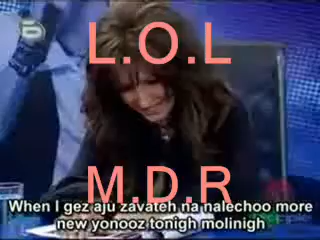 L.O.L
M.D.R
When I gez aju zavateh na nalechoo more
new yonooz tonigh molinigh